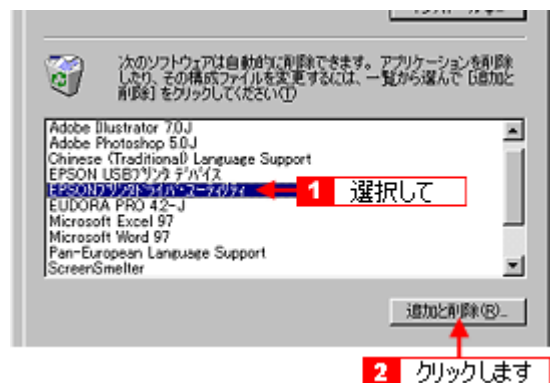 次のソフトウェアは自動的に削除できます。アプリケーションを削除
したり、その構成ファイルを変更するには、一覧から選んで [追加と
削除] をクリックしてください(I)
Adobe Illustrator 7.0J
Adobe Photoshop 5.0J
Chinese (Traditional) Language Support
EPSON USBプリンタ デバイス
EPSONプリンタドライバ・ユーティリティ
1 選択して
EUDORA PRO 4.2-J
Microsoft Excel 97
Microsoft Word 97
Pan-European Language Support
ScreenSmelter
追加と削除(R)...
2 クリックします